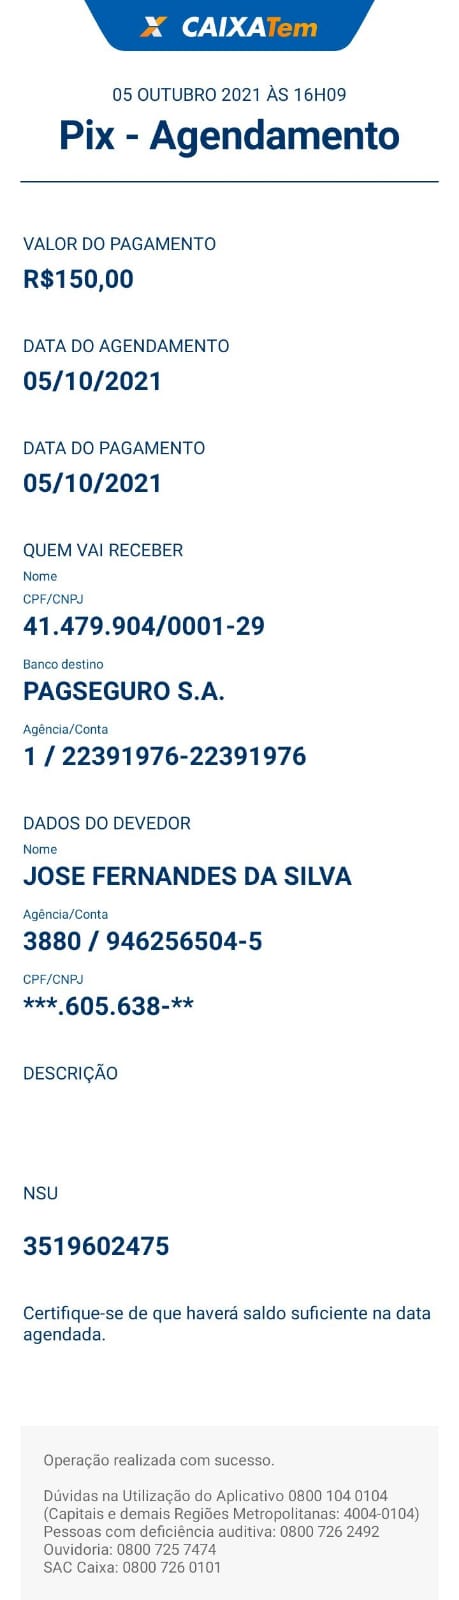 CAIXATem
05 OUTUBRO 2021 ÀS 16H09
Pix - Agendamento
VALOR DO PAGAMENTO
R$150,00
DATA DO AGENDAMENTO
05/10/2021
DATA DO PAGAMENTO
05/10/2021
QUEM VAI RECEBER
Nome
CPF/CNPJ
41.479.904/0001-29
Banco destino
PAGSEGURO S.A.
Agência/Conta
1 / 22391976-22391976
DADOS DO DEVEDOR
Nome
JOSE FERNANDES DA SILVA
Agência/Conta
3880 / 946256504-5
CPF/CNPJ
***.605.638-**
DESCRIÇÃO
NSU
3519602475
Certifique-se de que haverá saldo suficiente na data
agendada.
Operação realizada com sucesso.
Dúvidas na Utilização do Aplicativo 0800 104 0104
(Capitais e demais Regiões Metropolitanas: 4004-0104)
Pessoas com deficiência auditiva: 0800 726 2492
Ouvidoria: 0800 725 7474
SAC Caixa: 0800 726 0101